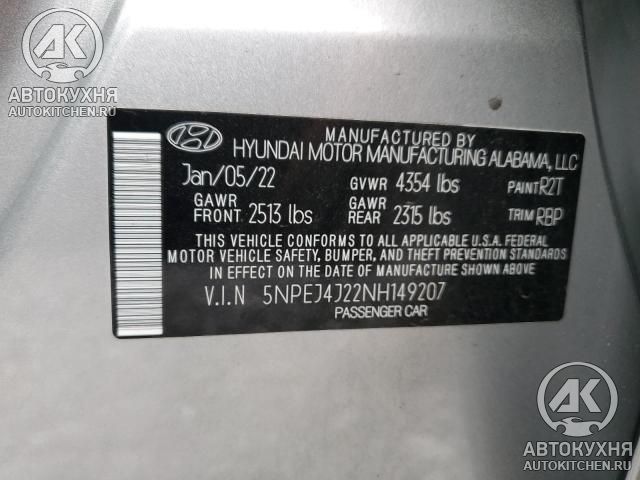 АВТОКУХНЯ
AUTOKITCHEN.RU
MANUFACTURED BY
HYUNDAI MOTOR MANUFACTURING ALABAMA, LLC
Jan/05/22 GVWR 4354 lbs PAINT R2T
GAWR FRONT 2513 lbs GAWR REAR 2315 lbs TRIM RBP
THIS VEHICLE CONFORMS TO ALL APPLICABLE U.S.A. FEDERAL
MOTOR VEHICLE SAFETY, BUMPER, AND THEFT STANDARDS
IN EFFECT ON THE DATE OF MANUFACTURE SHOWN ABOVE.
V.I.N 5NPEJ4J22NH149207
PASSENGER CAR
АК
АВТОКУХНЯ
AUTOKITCHEN.RU